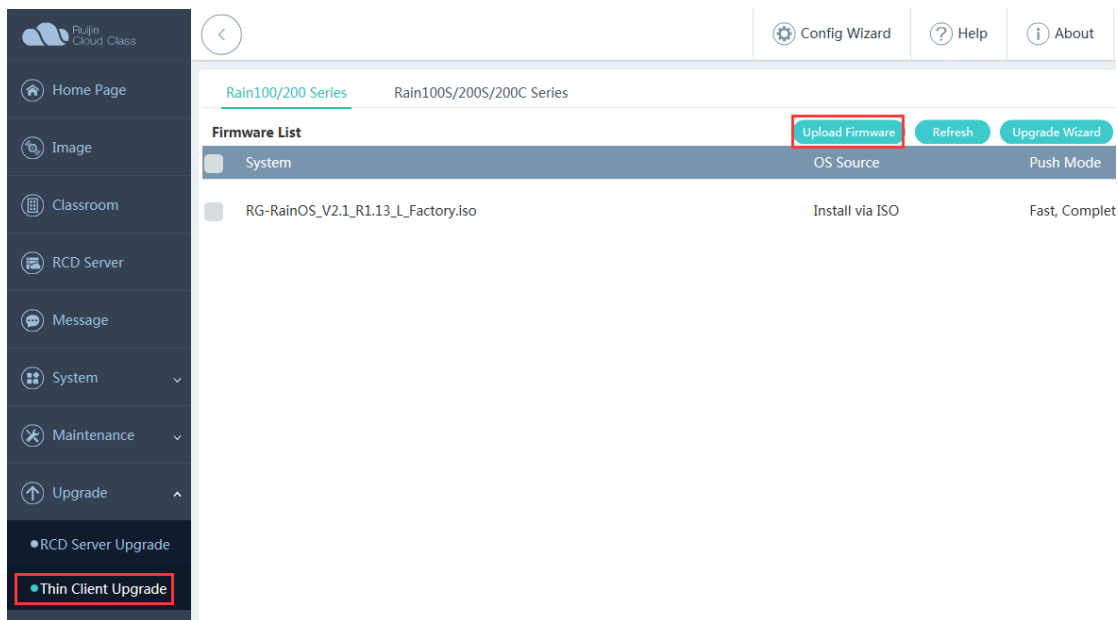 Ruijie
Cloud Class
Config Wizard
Help
About
Home Page
Image
Classroom
RCD Server
Message
System
Maintenance
Upgrade
RCD Server Upgrade
Thin Client Upgrade
Rain100/200 Series
Rain100S/200S/200C Series
Firmware List
Upload Firmware
Refresh
Upgrade Wizard
System
OS Source
Push Mode
RG-RainOS_V2.1_R1.13_L_Factory.iso
Install via ISO
Fast, Complet